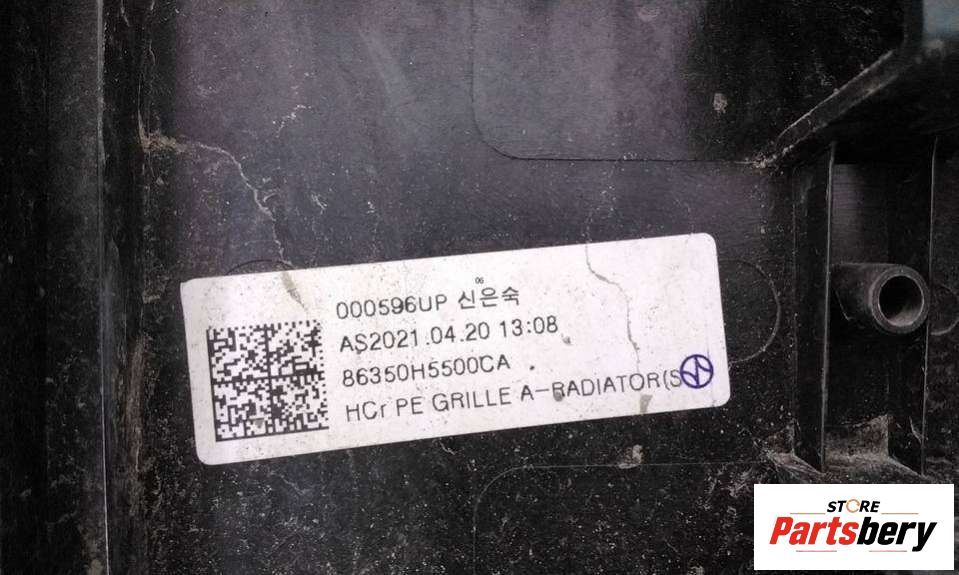 000596UP 신은숙
AS2021.04.20 13:08
86350H5500CA
HCr PE GRILLE A-RADIATOR(S
STORE
Partsbery